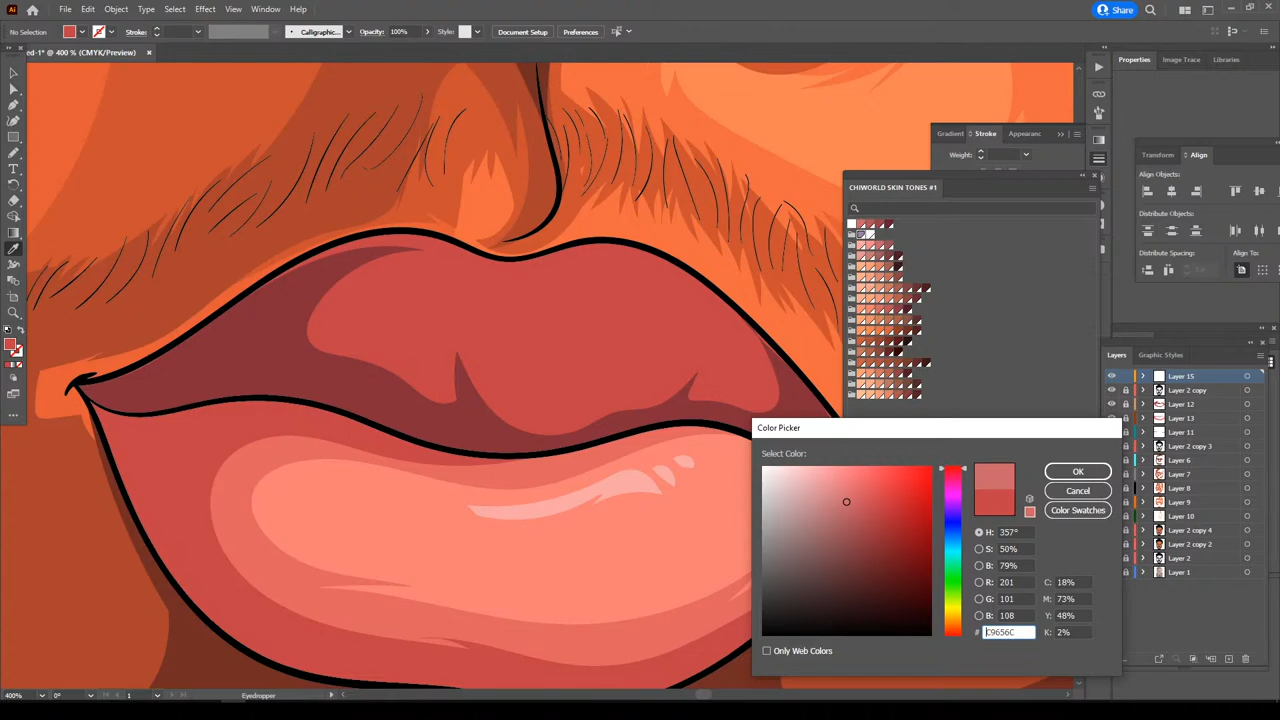 Ai File Edit Object Type Select Effect View Window Help Share
No Selection Stroke: Calligraphic... Opacity: 100% Style: Document Setup Preferences
ed-1* @ 400 % (CMYK/Preview) ×
Properties Image Trace Libraries
Gradient Stroke Appearanc
Weight:
Transform Align
Align Objects:
CHIWORLD SKIN TONES #1
Distribute Objects:
Distribute Spacing: Align To:
Layers Graphic Styles
Layer 15
Layer 2 copy
Layer 12
Layer 13
Layer 11
Layer 2 copy 3
Layer 6
Layer 7
Layer 8
Layer 9
Layer 10
Layer 2 copy 4
Layer 2 copy 2
Layer 2
Layer 1
Color Picker
Select Color:
OK
Cancel
Color Swatches
H: 357°
S: 50%
B: 79%
R: 201 C: 18%
G: 101 M: 73%
B: 108 Y: 48%
# C9656C K: 2%
Only Web Colors
400% 0° 1 Eyedropper